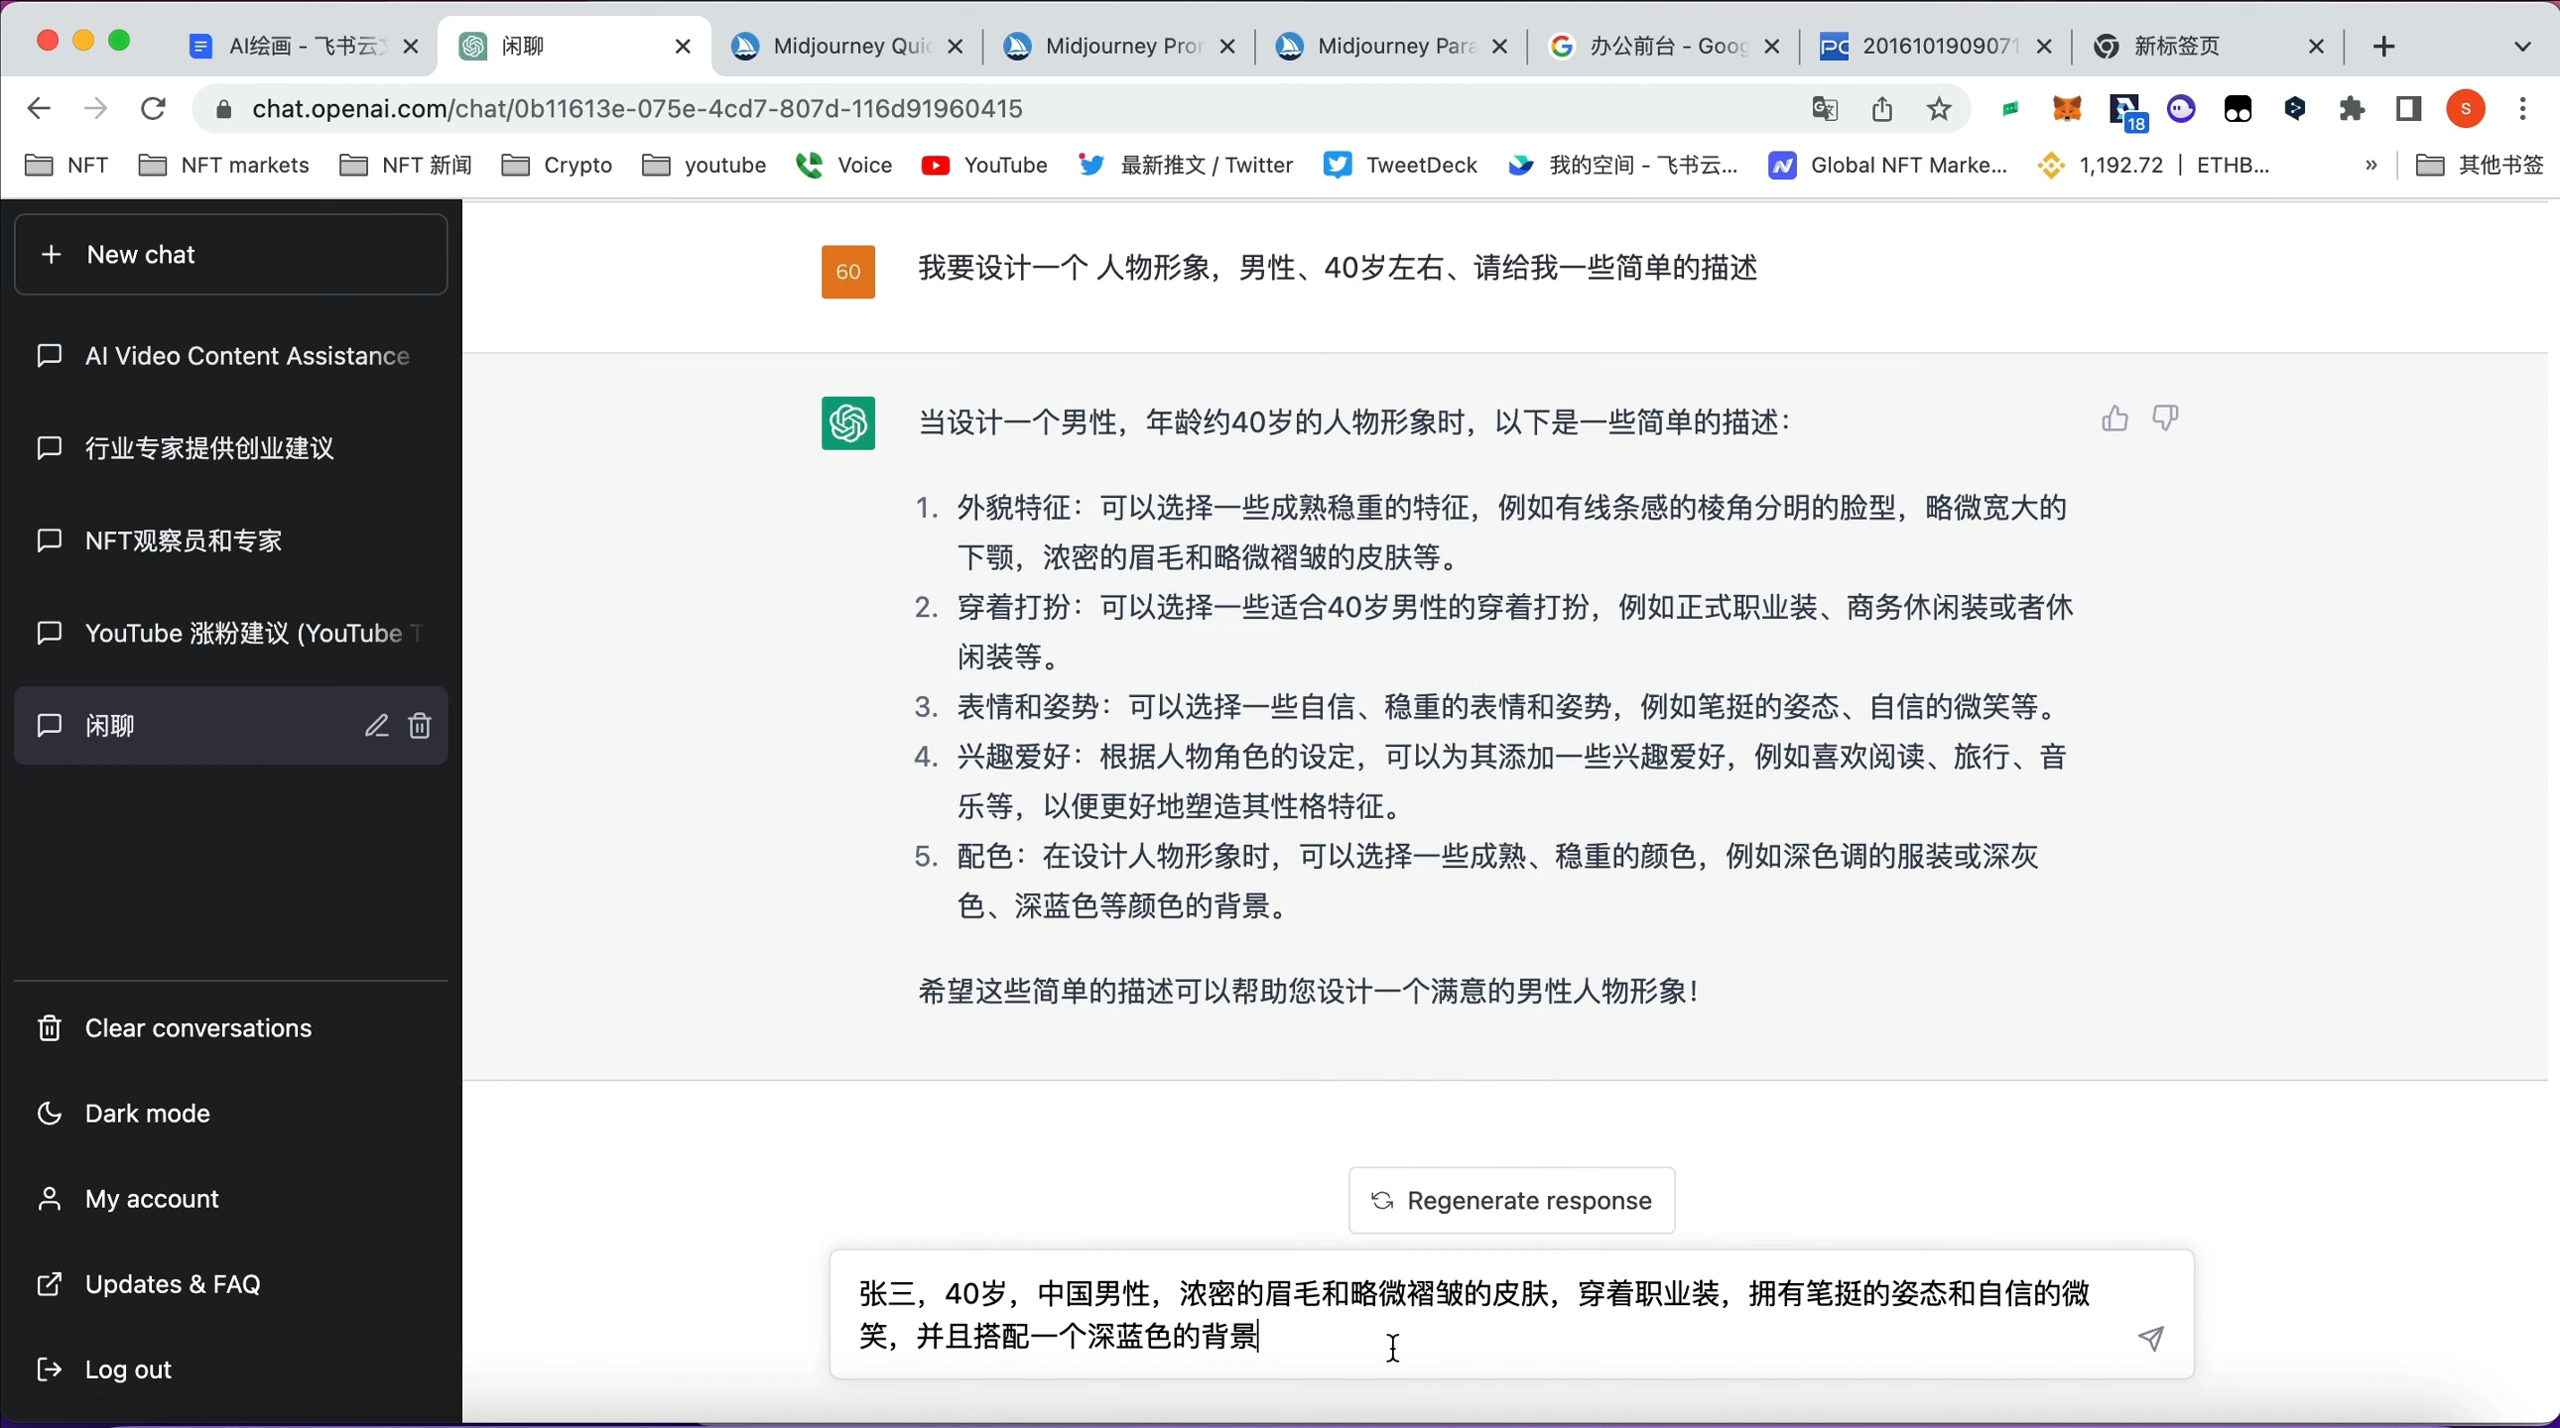 AI绘画 - 飞书云文
闲聊
Midjourney Quic
Midjourney Pror
Midjourney Para
办公前台 - Goog
2016101909071
新标签页
chat.openai.com/chat/0b11613e-075e-4cd7-807d-116d91960415
18
S
NFT
NFT markets
NFT 新闻
Crypto
youtube
Voice
YouTube
最新推文 / Twitter
TweetDeck
我的空间 - 飞书云...
Global NFT Marke...
1,192.72 | ETHB...
»
其他书签
New chat
AI Video Content Assistance
行业专家提供创业建议
NFT观察员和专家
YouTube 涨粉建议 (YouTube T
闲聊
Clear conversations
Dark mode
My account
Updates & FAQ
Log out
60
我要设计一个 人物形象，男性、40岁左右、请给我一些简单的描述
当设计一个男性，年龄约40岁的人物形象时，以下是一些简单的描述：
1. 外貌特征：可以选择一些成熟稳重的特征，例如有线条感的棱角分明的脸型，略微宽大的
下颚，浓密的眉毛和略微褶皱的皮肤等。
2. 穿着打扮：可以选择一些适合40岁男性的穿着打扮，例如正式职业装、商务休闲装或者休
闲装等。
3. 表情和姿势：可以选择一些自信、稳重的表情和姿势，例如笔挺的姿态、自信的微笑等。
4. 兴趣爱好：根据人物角色的设定，可以为其添加一些兴趣爱好，例如喜欢阅读、旅行、音
乐等，以便更好地塑造其性格特征。
5. 配色：在设计人物形象时，可以选择一些成熟、稳重的颜色，例如深色调的服装或深灰
色、深蓝色等颜色的背景。
希望这些简单的描述可以帮助您设计一个满意的男性人物形象！
Regenerate response
张三，40岁，中国男性，浓密的眉毛和略微褶皱的皮肤，穿着职业装，拥有笔挺的姿态和自信的微
笑，并且搭配一个深蓝色的背景